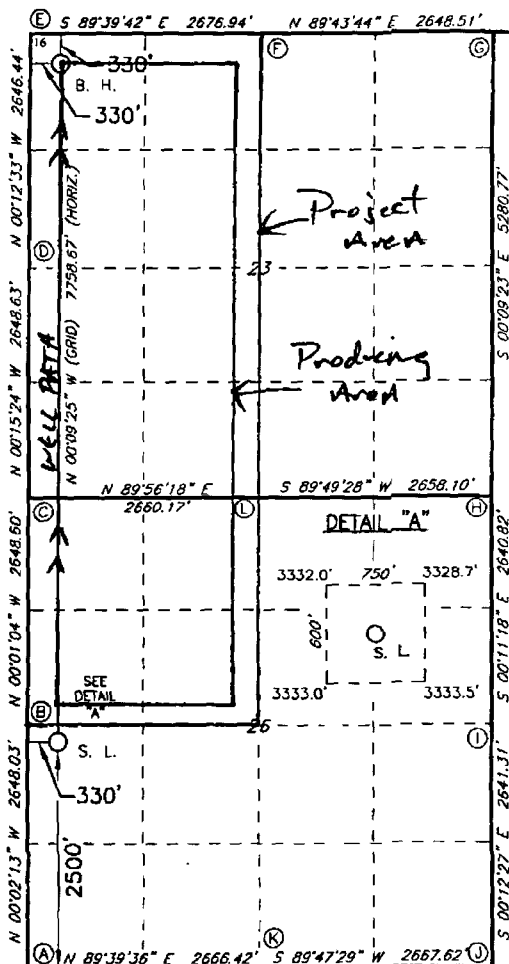 E S 89°39'42" E 2676.94' N 89°43'44" E 2648.51'
F G
16
330'
B. H.
330'
N 00°12'33" W 2646.44'
Project
Area
S 00°09'23" E 5280.77'
D
23
N 00°09'25" W (GRID) 7758.67' (HORIZ.)
WELL PATH
N 00°15'24" W 2648.63'
Producing
Area
N 89°56'18" E
2660.17'
S 89°49'28" W 2658.10'
C L H
DETAIL "A"
3332.0' 750' 3328.7'
600'
S. L.
3333.0' 3333.5'
N 00°01'04" W 2648.60'
S 00°11'18" E 2640.82'
SEE
DETAIL
"A"
B 26 I
S. L.
330'
2500'
N 00°02'13" W 2648.03'
S 00°12'27" E 2641.31'
K
A N 89°39'36" E 2666.42' S 89°47'29" W 2667.62' J